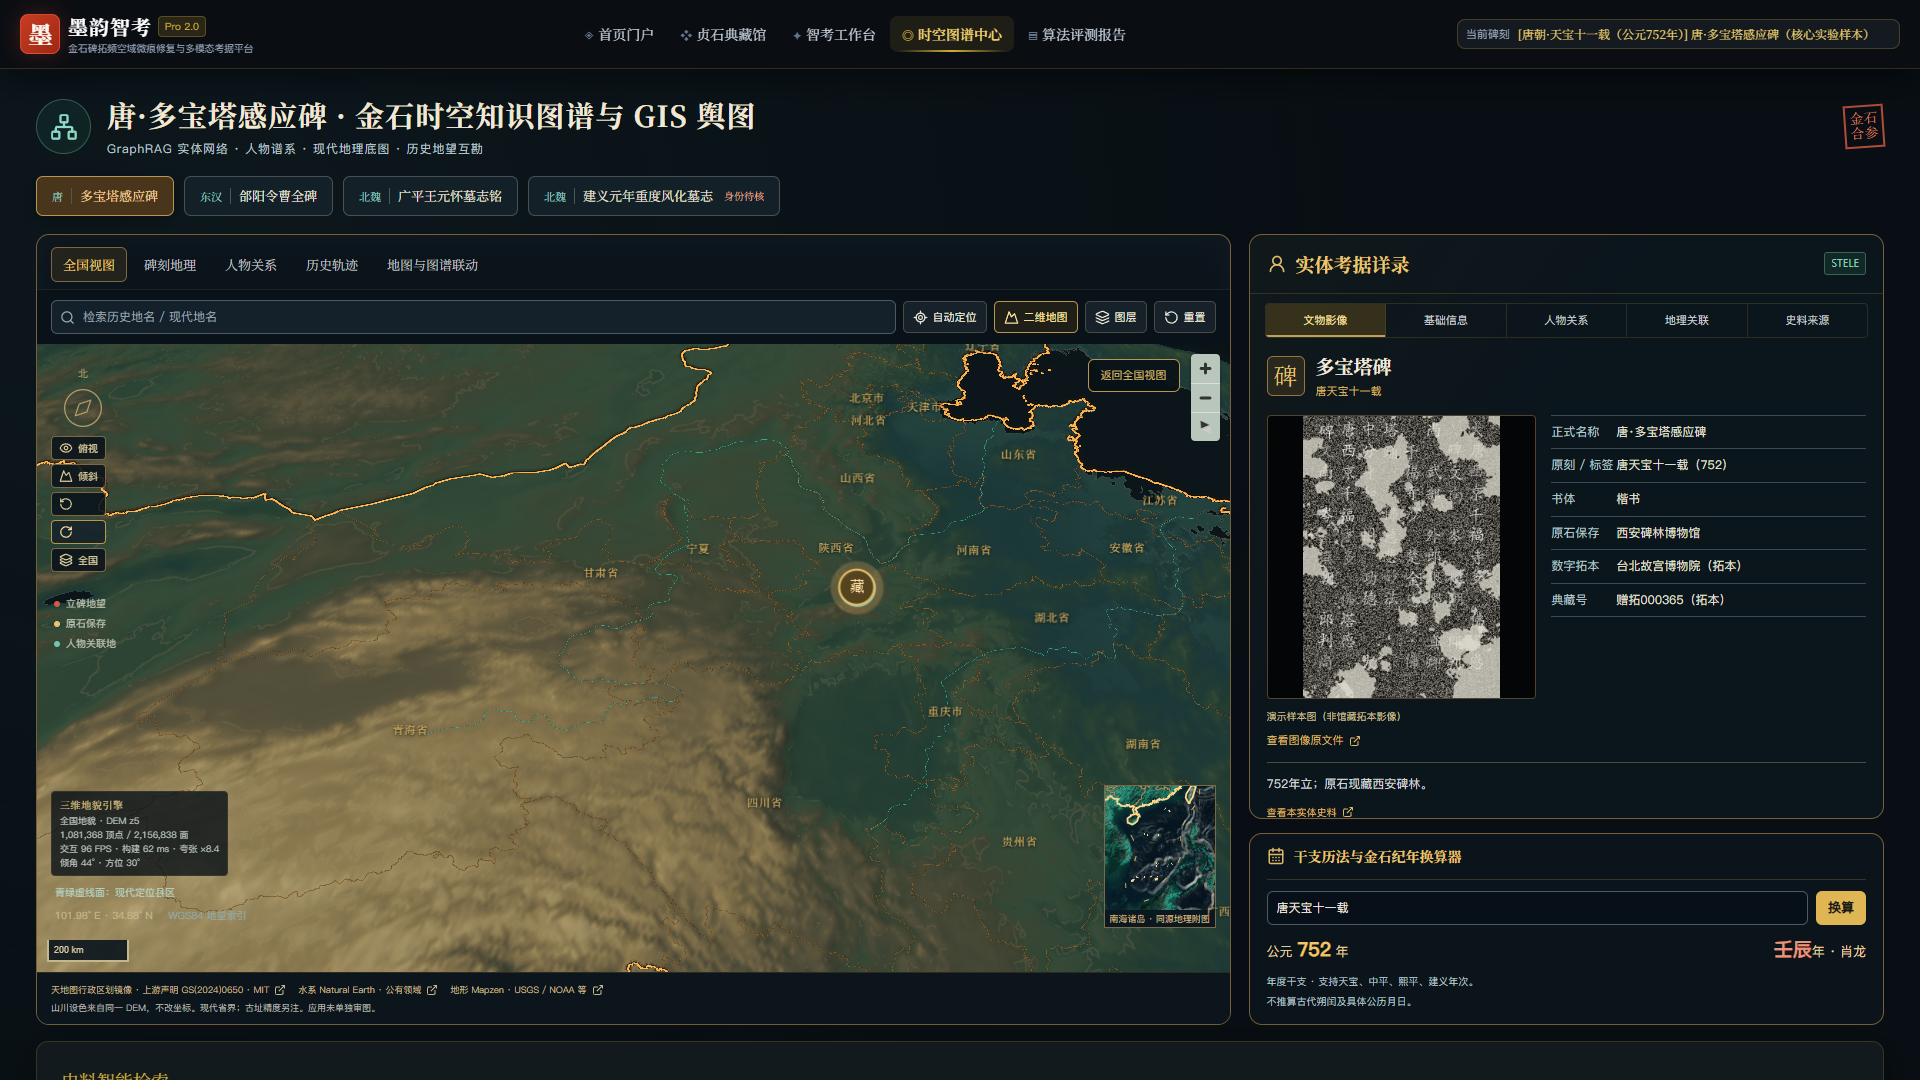 墨
墨韵智考 Pro 2.0
金石碑拓频空域微痕修复与多模态考据平台
首页门户
贞石典藏馆
智考工作台
时空图谱中心
算法评测报告
当前碑刻 [唐朝·天宝十一载（公元752年）] 唐·多宝塔感应碑（核心实验样本）
唐·多宝塔感应碑 · 金石时空知识图谱与 GIS 舆图
GraphRAG 实体网络 · 人物谱系 · 现代地理底图 · 历史地望互勘
金石
合参
唐 多宝塔感应碑
东汉 郃阳令曹全碑
北魏 广平王元怀墓志铭
北魏 建义元年重度风化墓志 身份待核
全国视图
碑刻地理
人物关系
历史轨迹
地图与图谱联动
检索历史地名 / 现代地名
自动定位
二维地图
图层
重置
北
俯视
倾斜
全国
立碑地望
原石保存
人物关联地
返回全国视图
辽宁省
北京市
天津市
河北省
山东省
山西省
江苏省
宁夏
陕西省
河南省
安徽省
甘肃省
藏
湖北省
青海省
重庆市
湖南省
四川省
贵州省
三维地貌引擎
全国地貌 · DEM z5
1,081,368 顶点 / 2,156,838 面
交互 96 FPS · 构建 62 ms · 夸张 x8.4
倾角 44° · 方位 30°
青绿虚线面：现代定位县区
101.98° E · 34.88° N WGS84 地望索引
200 km
南海诸岛 · 同源地理附图
西
天地图行政区划镜像 · 上游声明 GS(2024)0650 · MIT
水系 Natural Earth · 公有领域
地形 Mapzen · USGS / NOAA 等
山川设色来自同一 DEM，不改坐标。现代省界；古址精度另注。应用未单独审图。
实体考据详录
STELE
文物影像
基础信息
人物关系
地理关联
史料来源
碑
多宝塔碑
唐天宝十一载
正式名称 唐·多宝塔感应碑
原刻 / 标签 唐天宝十一载（752）
书体 楷书
原石保存 西安碑林博物馆
数字拓本 台北故宫博物院（拓本）
典藏号 赠拓000365（拓本）
演示样本图（非馆藏拓本影像）
查看图像原文件
752年立；原石现藏西安碑林。
查看本实体史料
干支历法与金石纪年换算器
唐天宝十一载
换算
公元 752 年
壬辰年 · 肖龙
年度干支 · 支持天宝、中平、熙平、建义年次。
不推算古代朔闰及具体公历月日。
史料智能检索